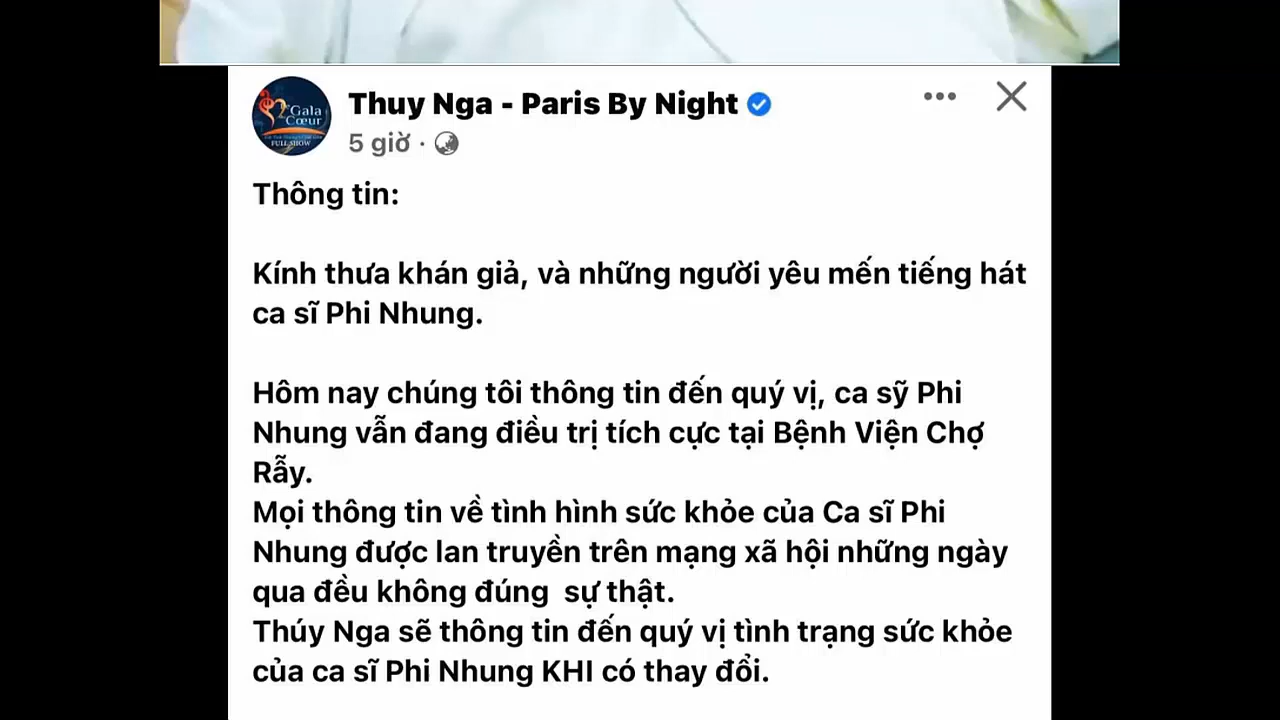 Gala
Cœur
FULL SHOW
Thuy Nga - Paris By Night
5 giờ ·
Thông tin:
Kính thưa khán giả, và những người yêu mến tiếng hát
ca sĩ Phi Nhung.
Hôm nay chúng tôi thông tin đến quý vị, ca sỹ Phi
Nhung vẫn đang điều trị tích cực tại Bệnh Viện Chợ
Rẫy.
Mọi thông tin về tình hình sức khỏe của Ca sĩ Phi
Nhung được lan truyền trên mạng xã hội những ngày
qua đều không đúng  sự thật.
Thúy Nga sẽ thông tin đến quý vị tình trạng sức khỏe
của ca sĩ Phi Nhung KHI có thay đổi.